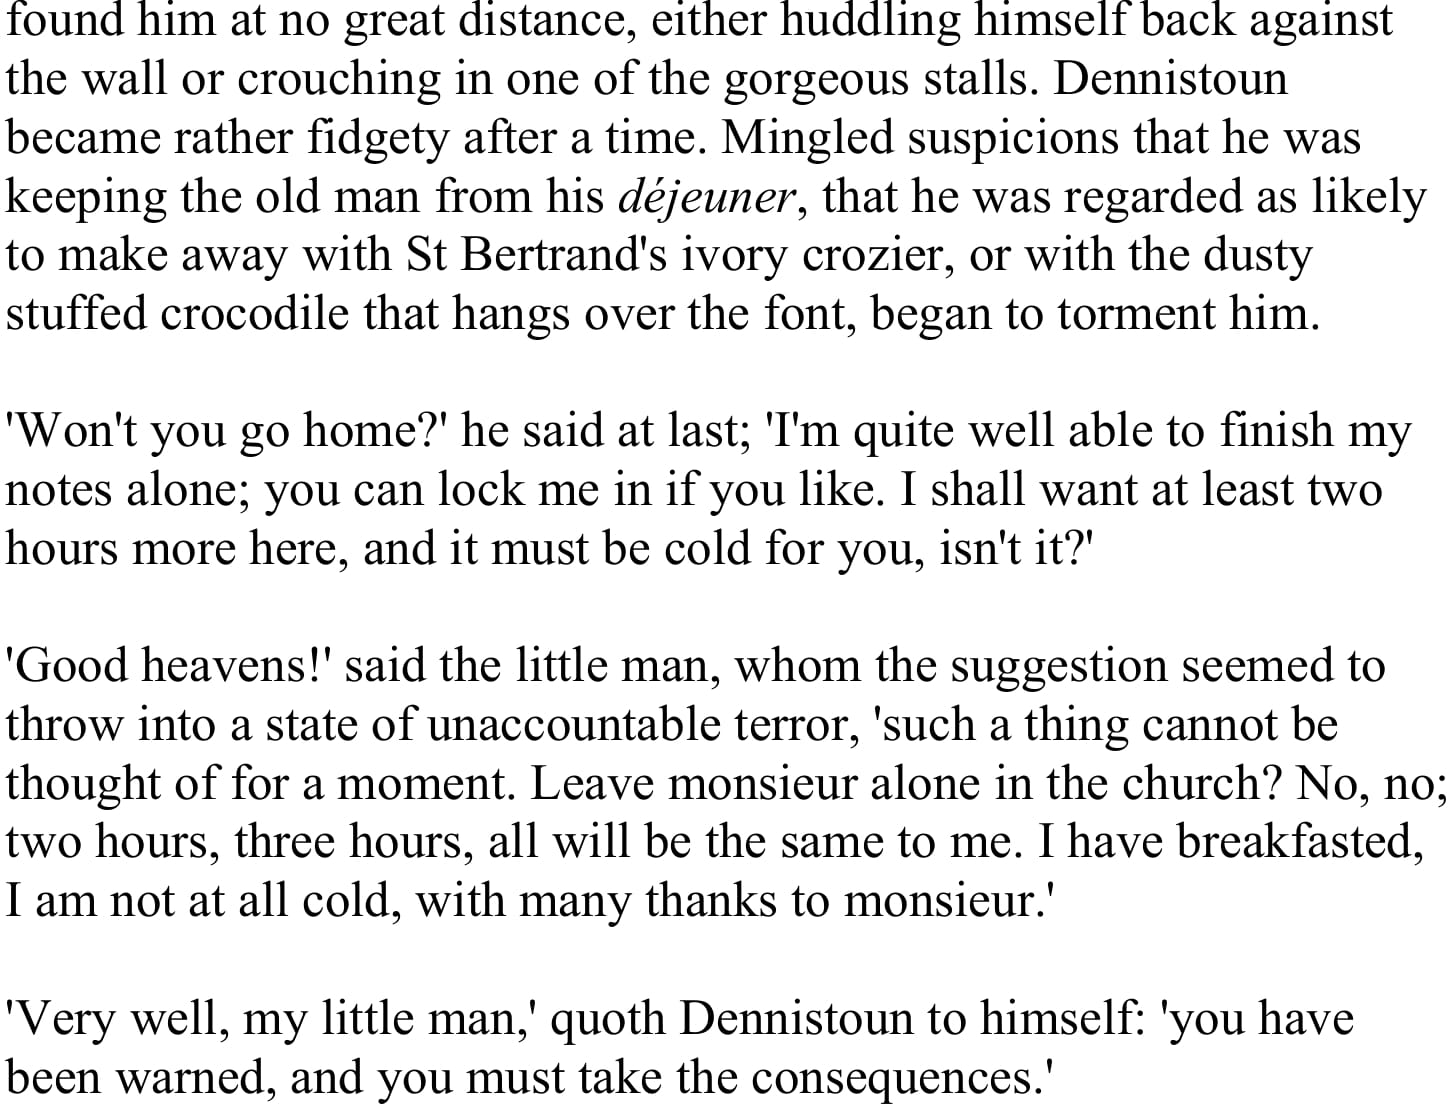 found him at no great distance, either huddling himself back against
the wall or crouching in one of the gorgeous stalls. Dennistoun
became rather fidgety after a time. Mingled suspicions that he was
keeping the old man from his déjeuner, that he was regarded as likely
to make away with St Bertrand's ivory crozier, or with the dusty
stuffed crocodile that hangs over the font, began to torment him.

'Won't you go home?' he said at last; 'I'm quite well able to finish my
notes alone; you can lock me in if you like. I shall want at least two
hours more here, and it must be cold for you, isn't it?'

'Good heavens!' said the little man, whom the suggestion seemed to
throw into a state of unaccountable terror, 'such a thing cannot be
thought of for a moment. Leave monsieur alone in the church? No, no;
two hours, three hours, all will be the same to me. I have breakfasted,
I am not at all cold, with many thanks to monsieur.'

'Very well, my little man,' quoth Dennistoun to himself: 'you have
been warned, and you must take the consequences.'